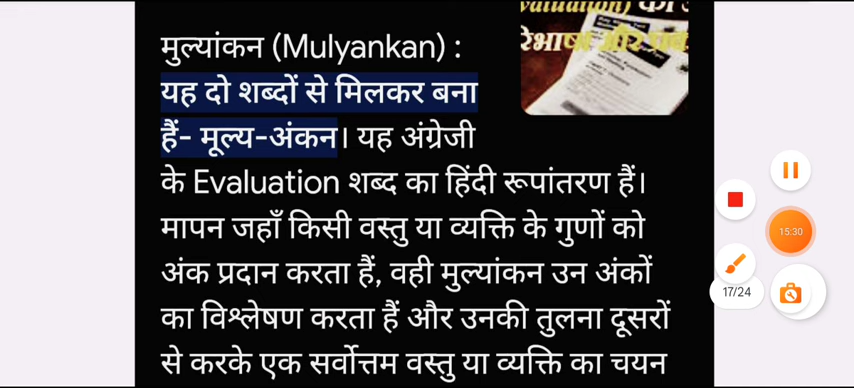 मुल्यांकन (Mulyankan) :
यह दो शब्दों से मिलकर बना
हैं- मूल्य-अंकन। यह अंग्रेजी
के Evaluation शब्द का हिंदी रूपांतरण हैं।
मापन जहाँ किसी वस्तु या व्यक्ति के गुणों को
अंक प्रदान करता हैं, वही मुल्यांकन उन अंकों
का विश्लेषण करता हैं और उनकी तुलना दूसरों
से करके एक सर्वोत्तम वस्तु या व्यक्ति का चयन
15:30
17/24